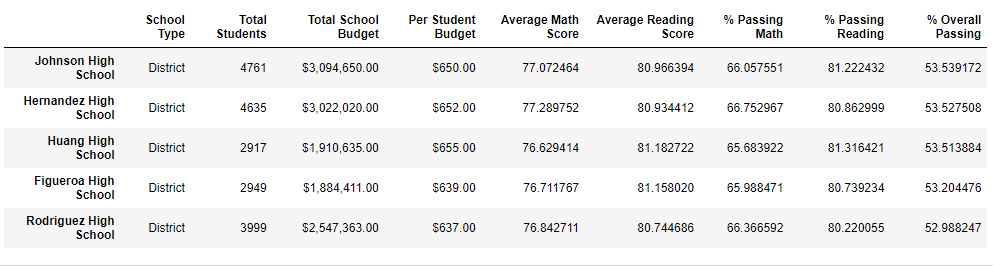 School Type Total Students Total School Budget Per Student Budget Average Math Score Average Reading Score % Passing Math % Passing Reading % Overall Passing
Johnson High School District 4761 $3,094,650.00 $650.00 77.072464 80.966394 66.057551 81.222432 53.539172
Hernandez High School District 4635 $3,022,020.00 $652.00 77.289752 80.934412 66.752967 80.862999 53.527508
Huang High School District 2917 $1,910,635.00 $655.00 76.629414 81.182722 65.683922 81.316421 53.513884
Figueroa High School District 2949 $1,884,411.00 $639.00 76.711767 81.158020 65.988471 80.739234 53.204476
Rodriguez High School District 3999 $2,547,363.00 $637.00 76.842711 80.744686 66.366592 80.220055 52.988247